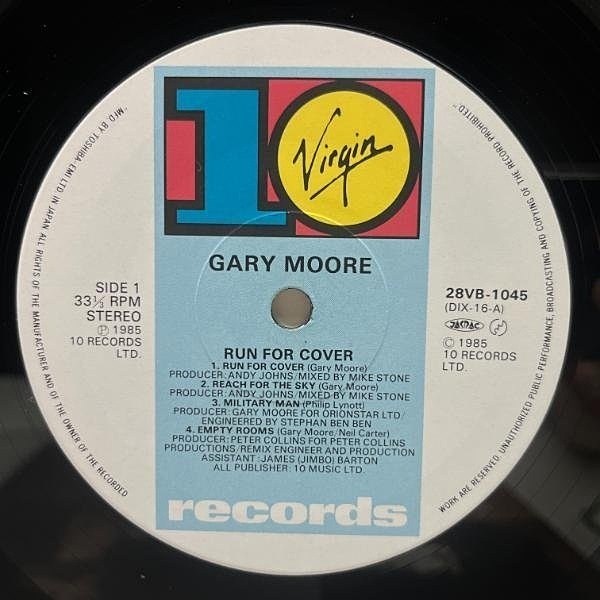 10
Virgin
GARY MOORE
SIDE 1
33⅓ RPM
STEREO
Ⓟ 1985
10 RECORDS
LTD.
28VB-1045
(DIX-16-A)
JASRAC
© 1985
10 RECORDS
LTD.
RUN FOR COVER
1. RUN FOR COVER (Gary Moore)
PRODUCER: ANDY JOHNS/MIXED BY MIKE STONE
2. REACH FOR THE SKY (Gary Moore)
PRODUCER: ANDY JOHNS/MIXED BY MIKE STONE
3. MILITARY MAN (Philip Lynott)
PRODUCER: GARY MOORE FOR ORIONSTAR LTD/
ENGINEERED BY STEPHAN BEN BEN
4. EMPTY ROOMS (Gary Moore/Neil Carter)
PRODUCER: PETER COLLINS FOR PETER COLLINS
PRODUCTIONS/REMIX ENGINEER AND PRODUCTION
ASSISTANT: JAMES (JIMBO) BARTON
ALL PUBLISHER: 10 MUSIC LTD.
records
"MF'D. BY TOSHIBA-EMI LTD. IN JAPAN ALL RIGHTS OF THE MANUFACTURER AND OF THE OWNER OF THE RECORDED
WORK ARE RESERVED, UNAUTHORIZED PUBLIC PERFORMANCE, BROADCASTING AND COPYING OF THE RECORD PROHIBITED."